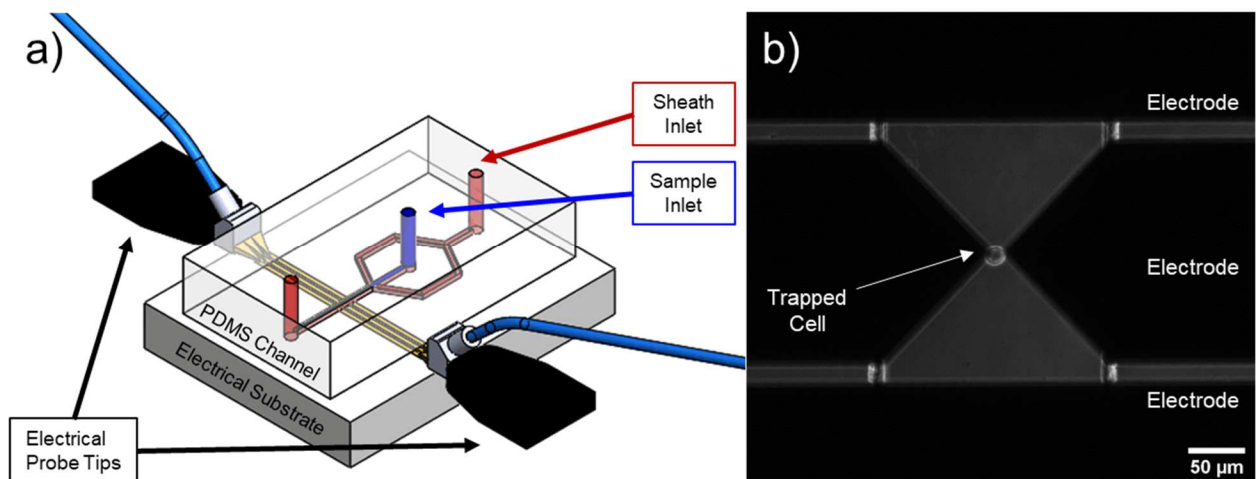 a)
Sheath
Inlet
Sample
Inlet
PDMS Channel
Electrical Substrate
Electrical
Probe Tips
b)
Electrode
Electrode
Trapped
Cell
Electrode
50 µm